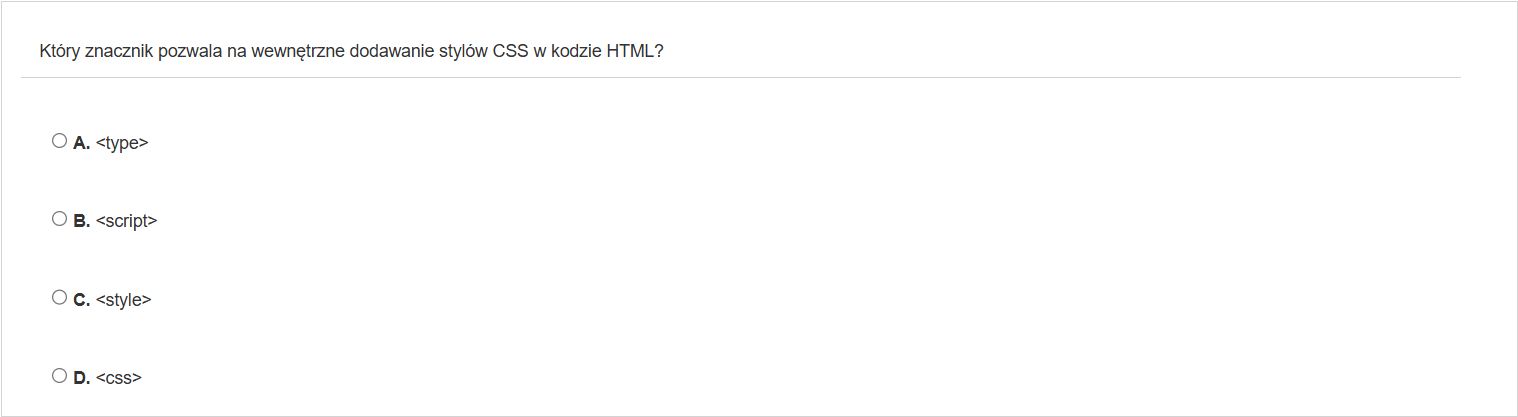 Który znacznik pozwala na wewnętrzne dodawanie stylów CSS w kodzie HTML?
A. <type>
B. <script>
C. <style>
D. <css>